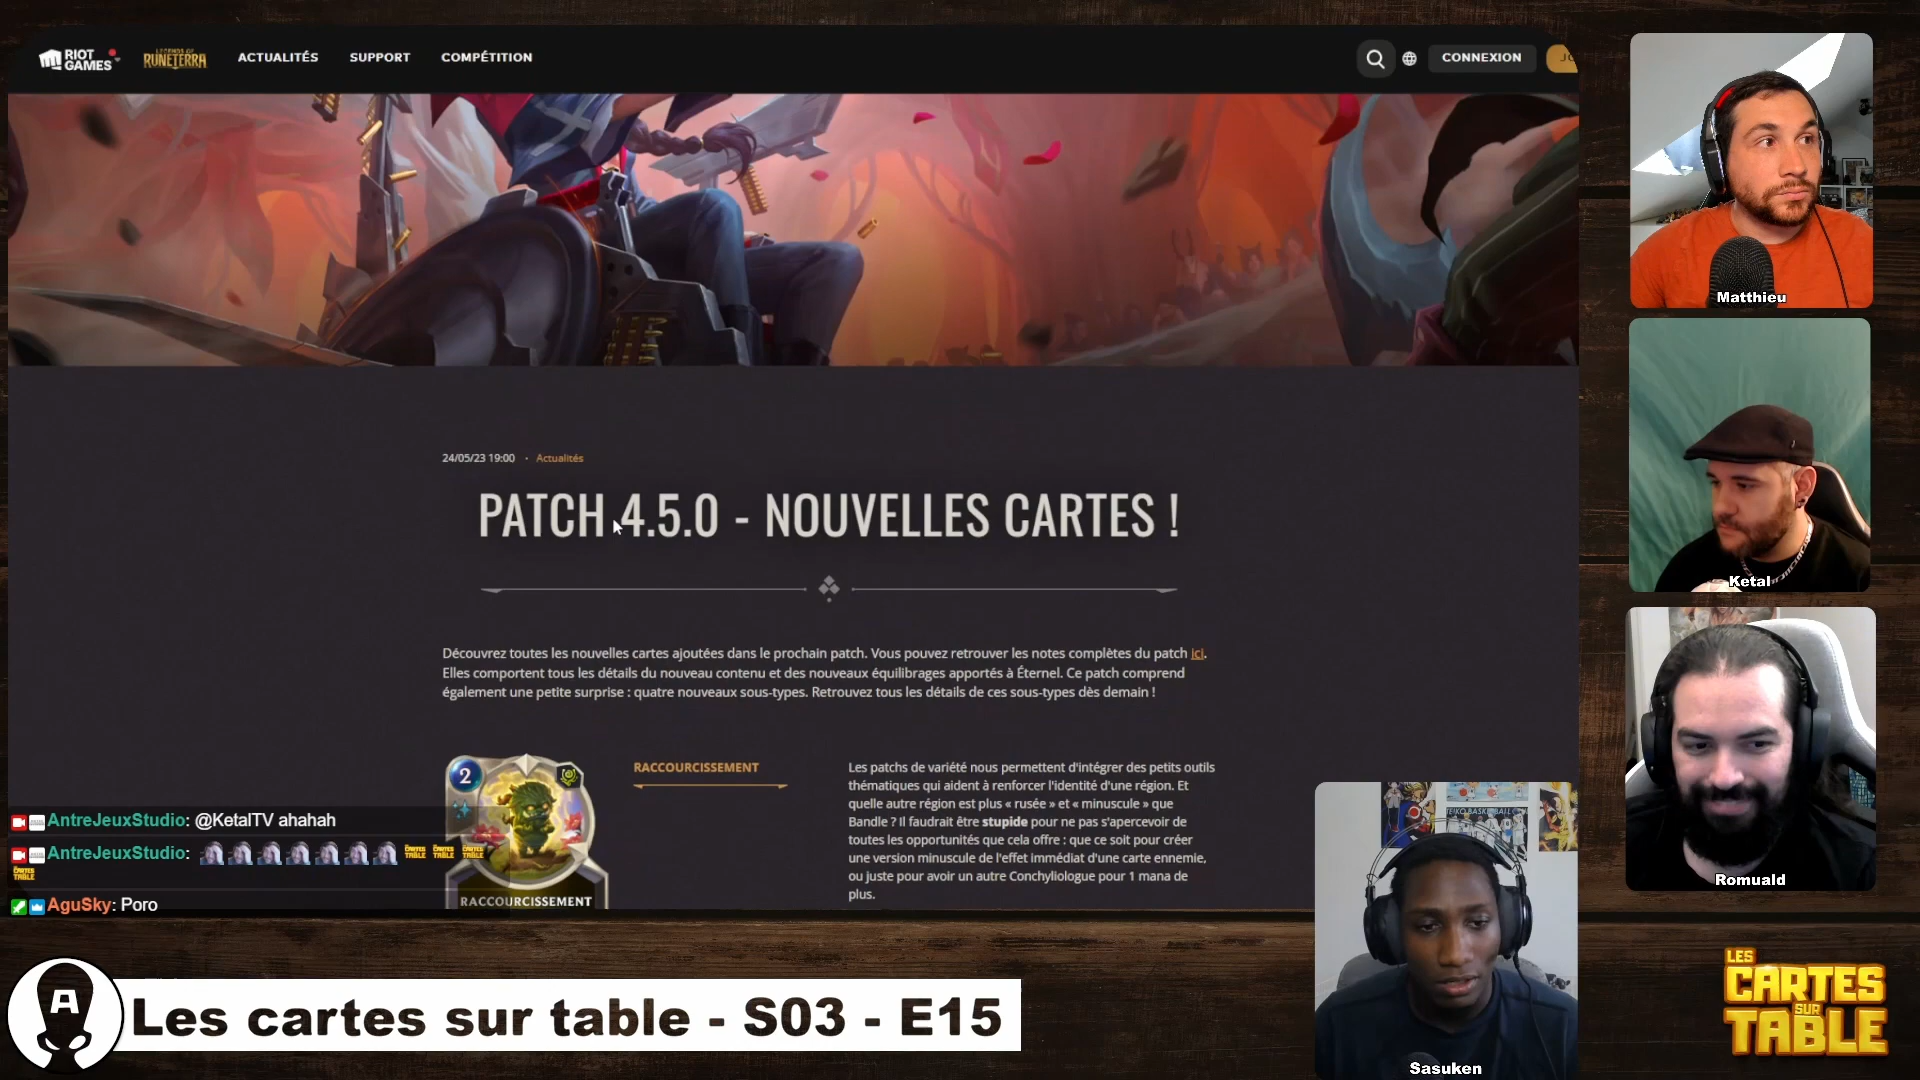 RIOT GAMES
LEGENDS OF RUNETERRA
ACTUALITÉS
SUPPORT
COMPÉTITION
CONNEXION
24/05/23 19:00 · Actualités
PATCH 4.5.0 - NOUVELLES CARTES !
Découvrez toutes les nouvelles cartes ajoutées dans le prochain patch. Vous pouvez retrouver les notes complètes du patch ici.
Elles comportent tous les détails du nouveau contenu et des nouveaux équilibrages apportés à Éternel. Ce patch comprend
également une petite surprise : quatre nouveaux sous-types. Retrouvez tous les détails de ces sous-types dès demain !
2
RACCOURCISSEMENT
RACCOURCISSEMENT
Les patchs de variété nous permettent d'intégrer des petits outils
thématiques qui aident à renforcer l'identité d'une région. Et
quelle autre région est plus « rusée » et « minuscule » que
Bandle ? Il faudrait être stupide pour ne pas s'apercevoir de
toutes les opportunités que cela offre : que ce soit pour créer
une version minuscule de l'effet immédiat d'une carte ennemie,
ou juste pour avoir un autre Conchyliologue pour 1 mana de
plus.
AntreJeuxStudio: @KetalTV ahahah
AntreJeuxStudio:
AguSky: Poro
A
Les cartes sur table - S03 - E15
Matthieu
Ketal
Romuald
Sasuken
LES
CARTES
SUR
TABLE